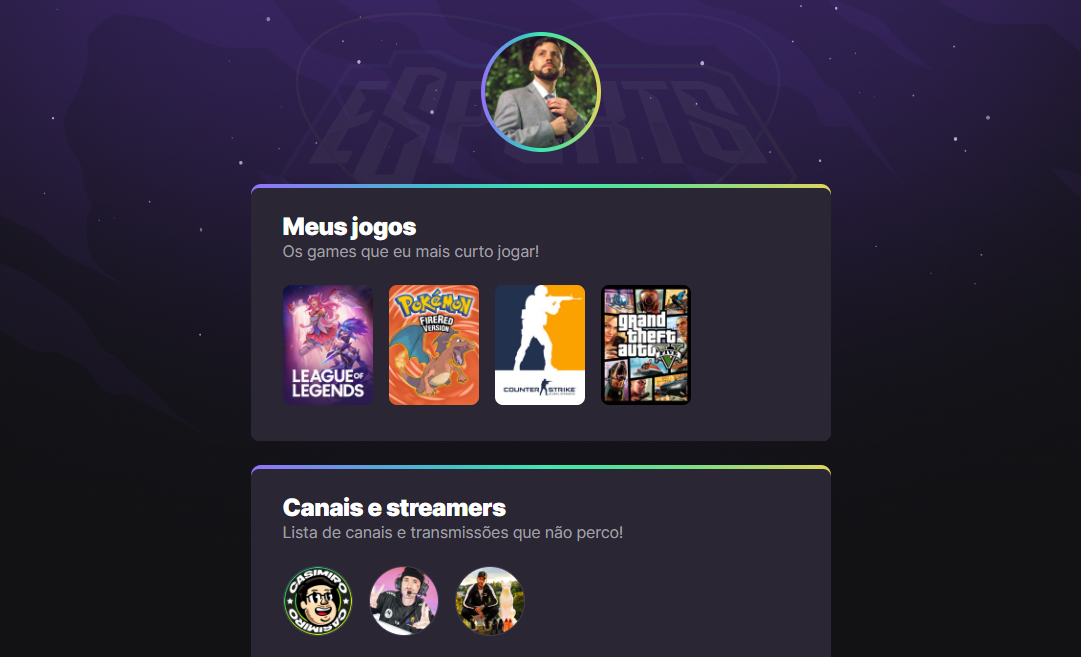 ESPORTS
Meus jogos
Os games que eu mais curto jogar!
LEAGUE OF
LEGENDS
POKéMON
FIRERED
VERSION
COUNTER STRIKE
grand
theft
auto
V
FIVE
Canais e streamers
Lista de canais e transmissões que não perco!
CASIMIRO
CASIMIRO